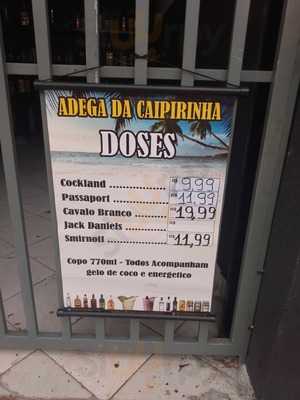 ADEGA DA CAIPIRINHA
DOSES
Cockland .................. R$ 9,99
Passaport ................. R$ 11,99
Cavalo Branco ........... R$ 19,99
Jack Daniels ............. R$
Smirnoff ................... R$ 11,99
Copo 770ml - Todos Acompanham
gelo de coco e energetico